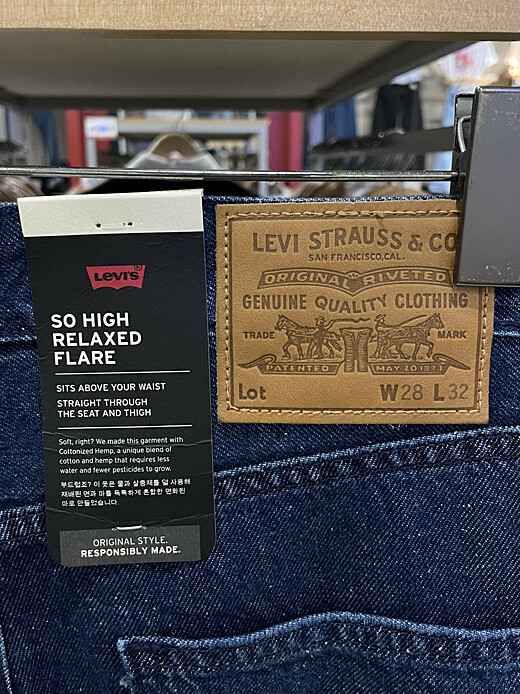 LEVI'S
SO HIGH
RELAXED
FLARE
SITS ABOVE YOUR WAIST
STRAIGHT THROUGH
THE SEAT AND THIGH
Soft, right? We made this garment with
Cottonized Hemp, a unique blend of
cotton and hemp that requires less
water and fewer pesticides to grow.
부드럽죠? 이 옷은 물과 살충제를 덜 사용해
재배된 면과 마를 독특하게 혼합한 면화된
마로 만들었습니다.
ORIGINAL STYLE.
RESPONSIBLY MADE.
LEVI STRAUSS & CO
SAN FRANCISCO, CAL.
ORIGINAL RIVETED
GENUINE QUALITY CLOTHING
TRADE MARK
PATENTED MAY 20 1873
Lot W28 L32